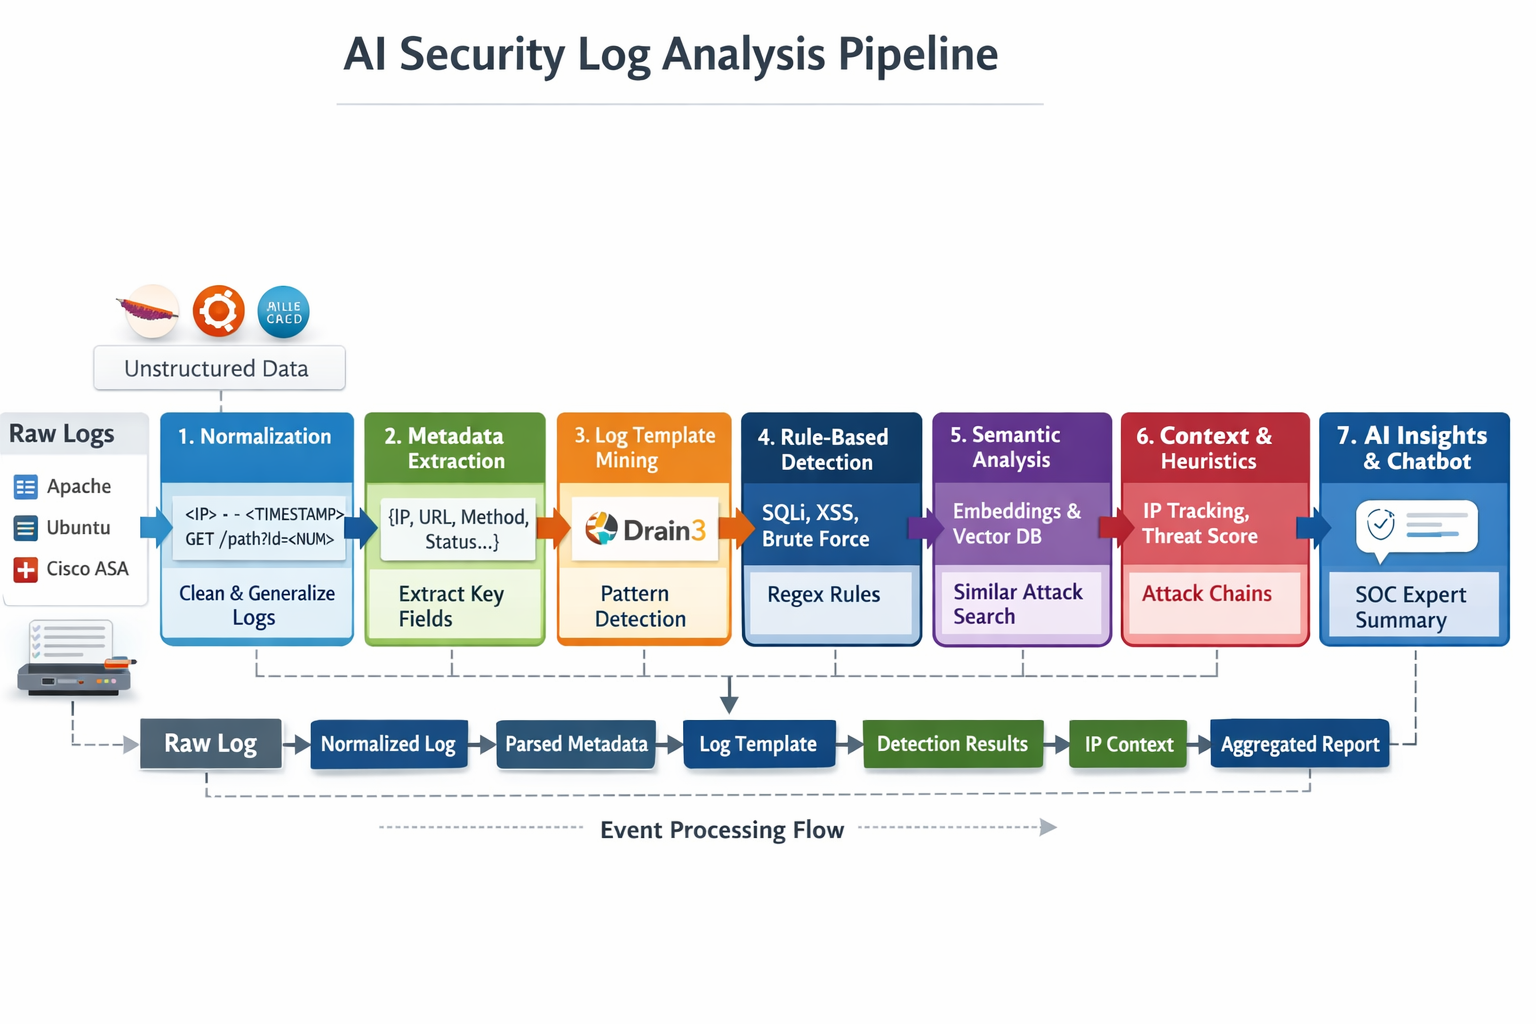 AI Security Log Analysis Pipeline
AILLE
CACD
Unstructured Data
Raw Logs
Apache
Ubuntu
Cisco ASA
1. Normalization
<IP> - - <TIMESTAMP>
GET /path?Id=<NUM>
Clean & Generalize
Logs
2. Metadada
Extraction
{IP, URL, Method,
Status...}
Extract Key
Fields
3. Log Template
Mining
Drain3
Pattern
Detection
4. Rule-Based
Detection
SQLi, XSS,
Brute Force
Regex Rules
5. Semantic
Analysis
Embeddings &
Vector DB
Similar Attack
Search
6. Context &
Heuristics
IP Tracking,
Threat Score
Attack Chains
7. AI Insights
& Chatbot
SOC Expert
Summary
Raw Log
Normalized Log
Parsed Metadata
Log Template
Detection Results
IP Context
Aggregated Report
Event Processing Flow